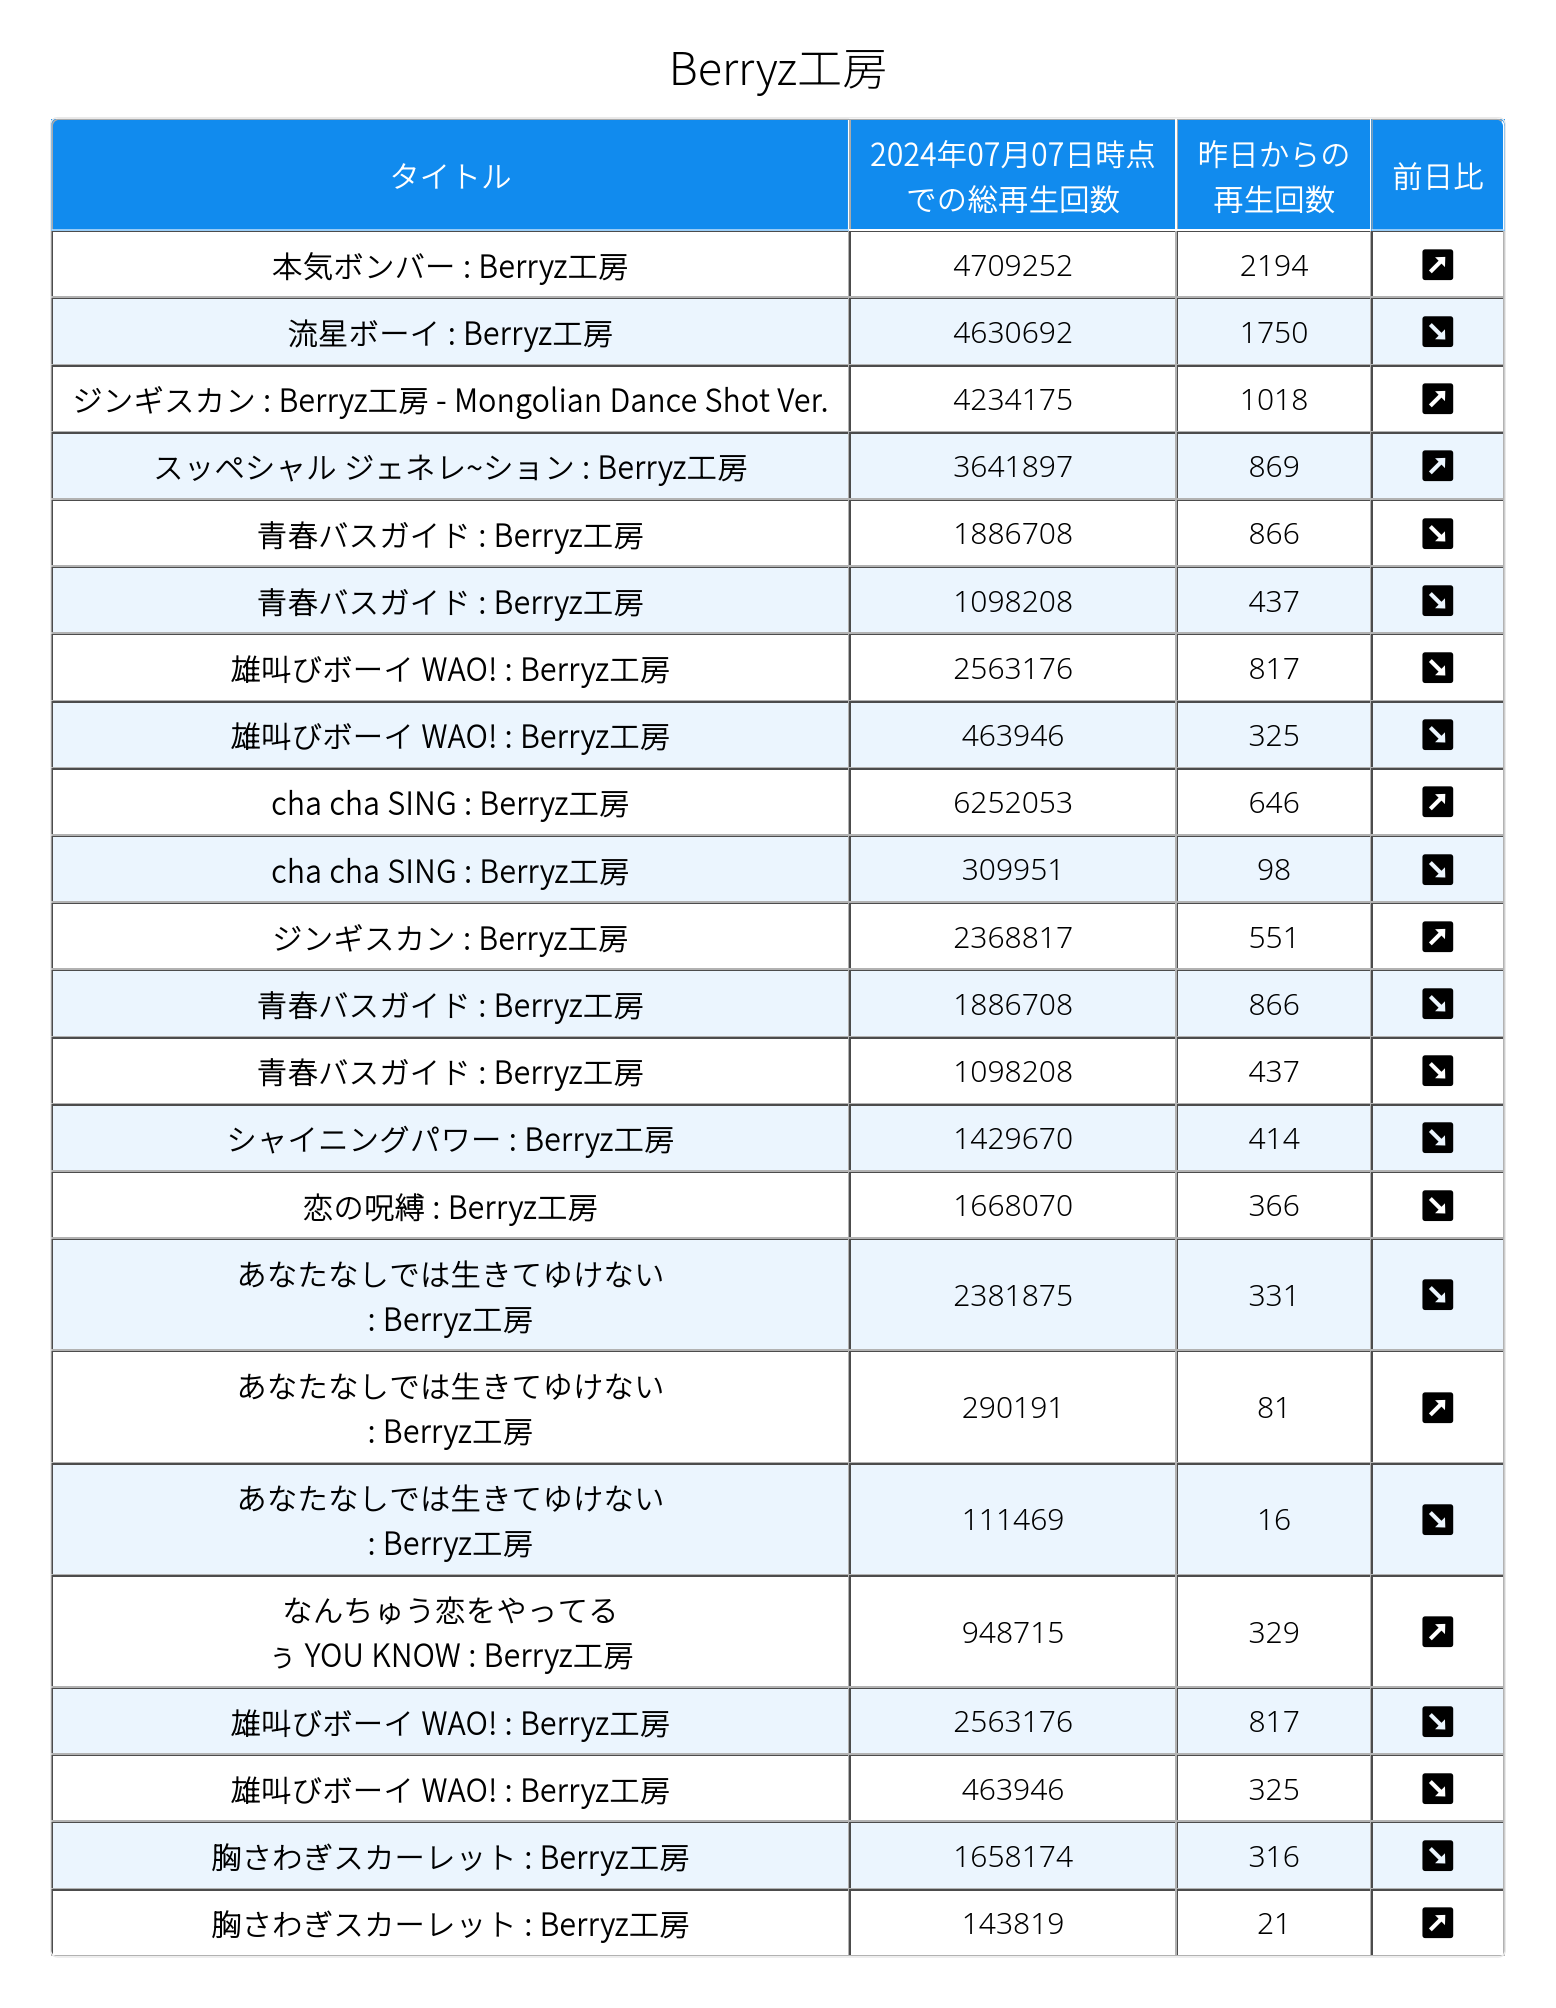 Berryz工房
タイトル
2024年07月07日時点
での総再生回数
昨日からの
再生回数
前日比
本気ボンバー : Berryz工房 4709252 2194
流星ボーイ : Berryz工房 4630692 1750
ジンギスカン : Berryz工房 - Mongolian Dance Shot Ver. 4234175 1018
スッペシャル ジェネレ~ション : Berryz工房 3641897 869
青春バスガイド : Berryz工房 1886708 866
青春バスガイド : Berryz工房 1098208 437
雄叫びボーイ WAO! : Berryz工房 2563176 817
雄叫びボーイ WAO! : Berryz工房 463946 325
cha cha SING : Berryz工房 6252053 646
cha cha SING : Berryz工房 309951 98
ジンギスカン : Berryz工房 2368817 551
青春バスガイド : Berryz工房 1886708 866
青春バスガイド : Berryz工房 1098208 437
シャイニングパワー : Berryz工房 1429670 414
恋の呪縛 : Berryz工房 1668070 366
あなたなしでは生きてゆけない
: Berryz工房 2381875 331
あなたなしでは生きてゆけない
: Berryz工房 290191 81
あなたなしでは生きてゆけない
: Berryz工房 111469 16
なんちゅう恋をやってる
ぅ YOU KNOW : Berryz工房 948715 329
雄叫びボーイ WAO! : Berryz工房 2563176 817
雄叫びボーイ WAO! : Berryz工房 463946 325
胸さわぎスカーレット : Berryz工房 1658174 316
胸さわぎスカーレット : Berryz工房 143819 21